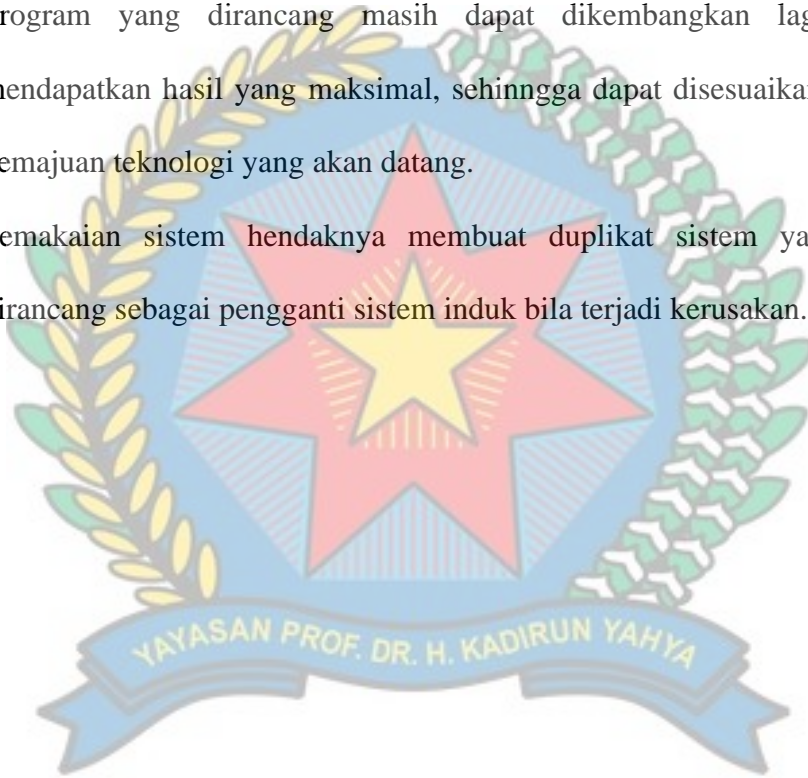 rogram yang dirancang masih dapat dikembangkan lag
mendapatkan hasil yang maksimal, sehinngga dapat disesuaikan
emajuan teknologi yang akan datang.
emakaian sistem hendaknya membuat duplikat sistem ya
irancang sebagai pengganti sistem induk bila terjadi kerusakan.
YAYASAN PROF. DR. H. KADIRUN YAHYA